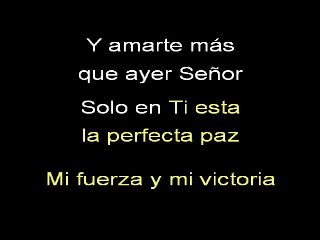 Y amarte más
que ayer Señor
Solo en Ti esta
la perfecta paz
Mi fuerza y mi victoria